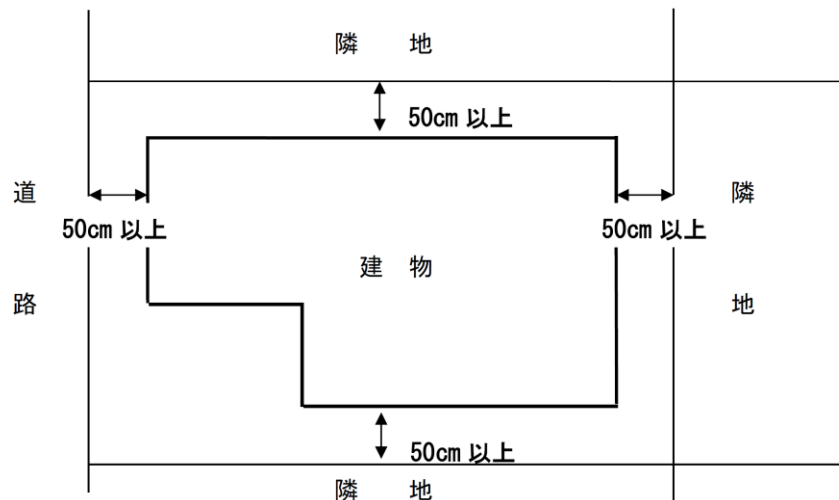 隣 地
50cm 以上
道 路
50cm 以上
建 物
50cm 以上
隣 地
50cm 以上
隣 地